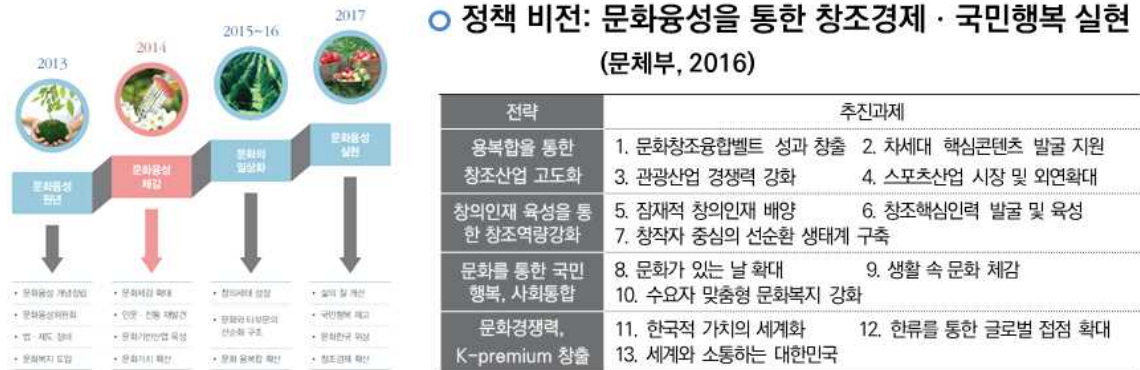 2013
2014
2015~16
2017
문화융성
원년
문화융성
체감
문화의
일상화
문화융성
실현
• 문화융성 개념정립
• 문화융성위원회
• 법·제도 정비
• 문화복지 도입
• 문화체감 확대
• 인문·전통 재발견
• 문화기반산업 육성
• 문화가치 확산
• 창의세대 성장
• 문화와 타부문의
선순환 구조
• 문화 융복합 확산
• 삶의 질 개선
• 국민행복 제고
• 문화한국 위상
• 창조경제 확산
정책 비전: 문화융성을 통한 창조경제 · 국민행복 실현
(문체부, 2016)
전략 추진과제
융복합을 통한
창조산업 고도화
1. 문화창조융합벨트 성과 창출 2. 차세대 핵심콘텐츠 발굴 지원
3. 관광산업 경쟁력 강화 4. 스포츠산업 시장 및 외연확대
창의인재 육성을 통
한 창조역량강화
5. 잠재적 창의인재 배양 6. 창조핵심인력 발굴 및 육성
7. 창작자 중심의 선순환 생태계 구축
문화를 통한 국민
행복, 사회통합
8. 문화가 있는 날 확대 9. 생활 속 문화 체감
10. 수요자 맞춤형 문화복지 강화
문화경쟁력,
K-premium 창출
11. 한국적 가치의 세계화 12. 한류를 통한 글로벌 접점 확대
13. 세계와 소통하는 대한민국